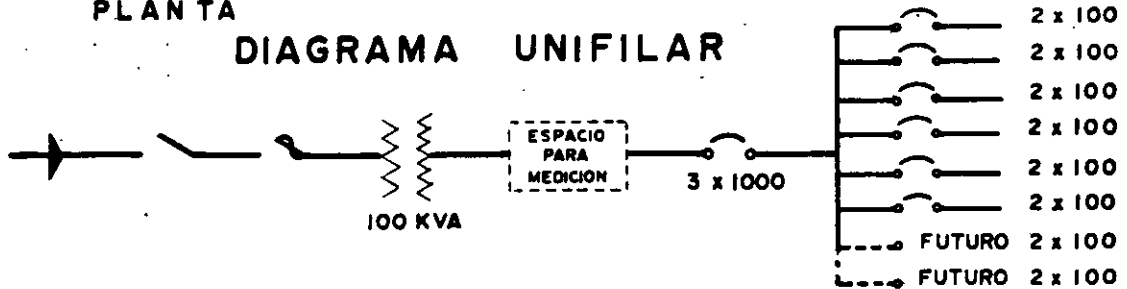 PLANTA
DIAGRAMA UNIFILAR
100 KVA
ESPACIO
PARA
MEDICION
3 x 1000
2 x 100
2 x 100
2 x 100
2 x 100
2 x 100
2 x 100
FUTURO 2 x 100
FUTURO 2 x 100